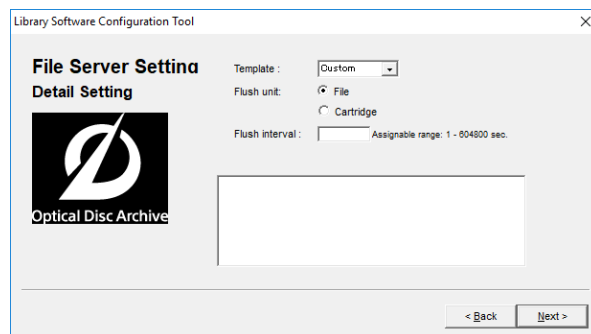 Library Software Configuration Tool
File Server Setting
Detail Setting
Template :
Custom
Flush unit:
File
Cartridge
Flush interval :
Assignable range: 1 - 604800 sec.
Optical Disc Archive
< Back
Next >